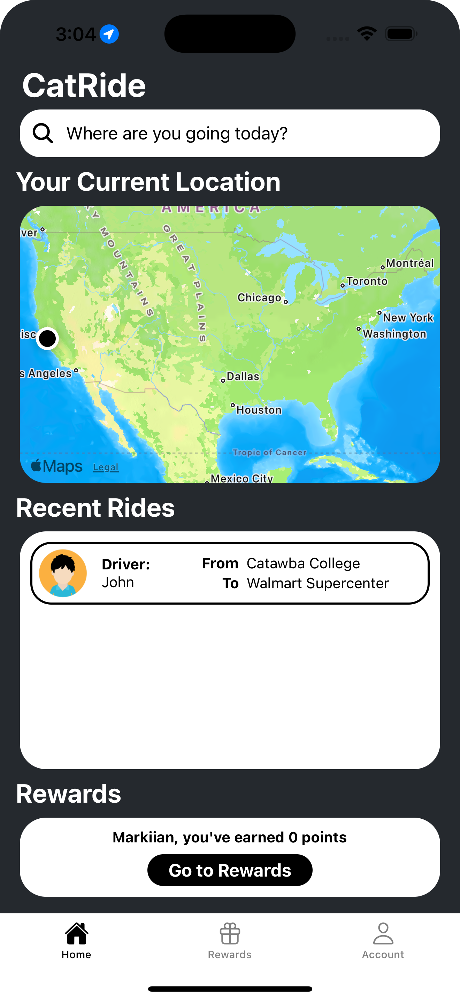 3:04
CatRide
Where are you going today?
Your Current Location
AMERICA
ver
Y MOUNTAINS
GREAT PLAINS
Montréal
Toronto
Chicago
New York
Washington
cisc
s Angeles
Dallas
Houston
Tropic of Cancer
Maps Legal
Mexico City
Recent Rides
Driver:
John
From Catawba College
To Walmart Supercenter
Rewards
Markiian, you've earned 0 points
Go to Rewards
Home
Rewards
Account